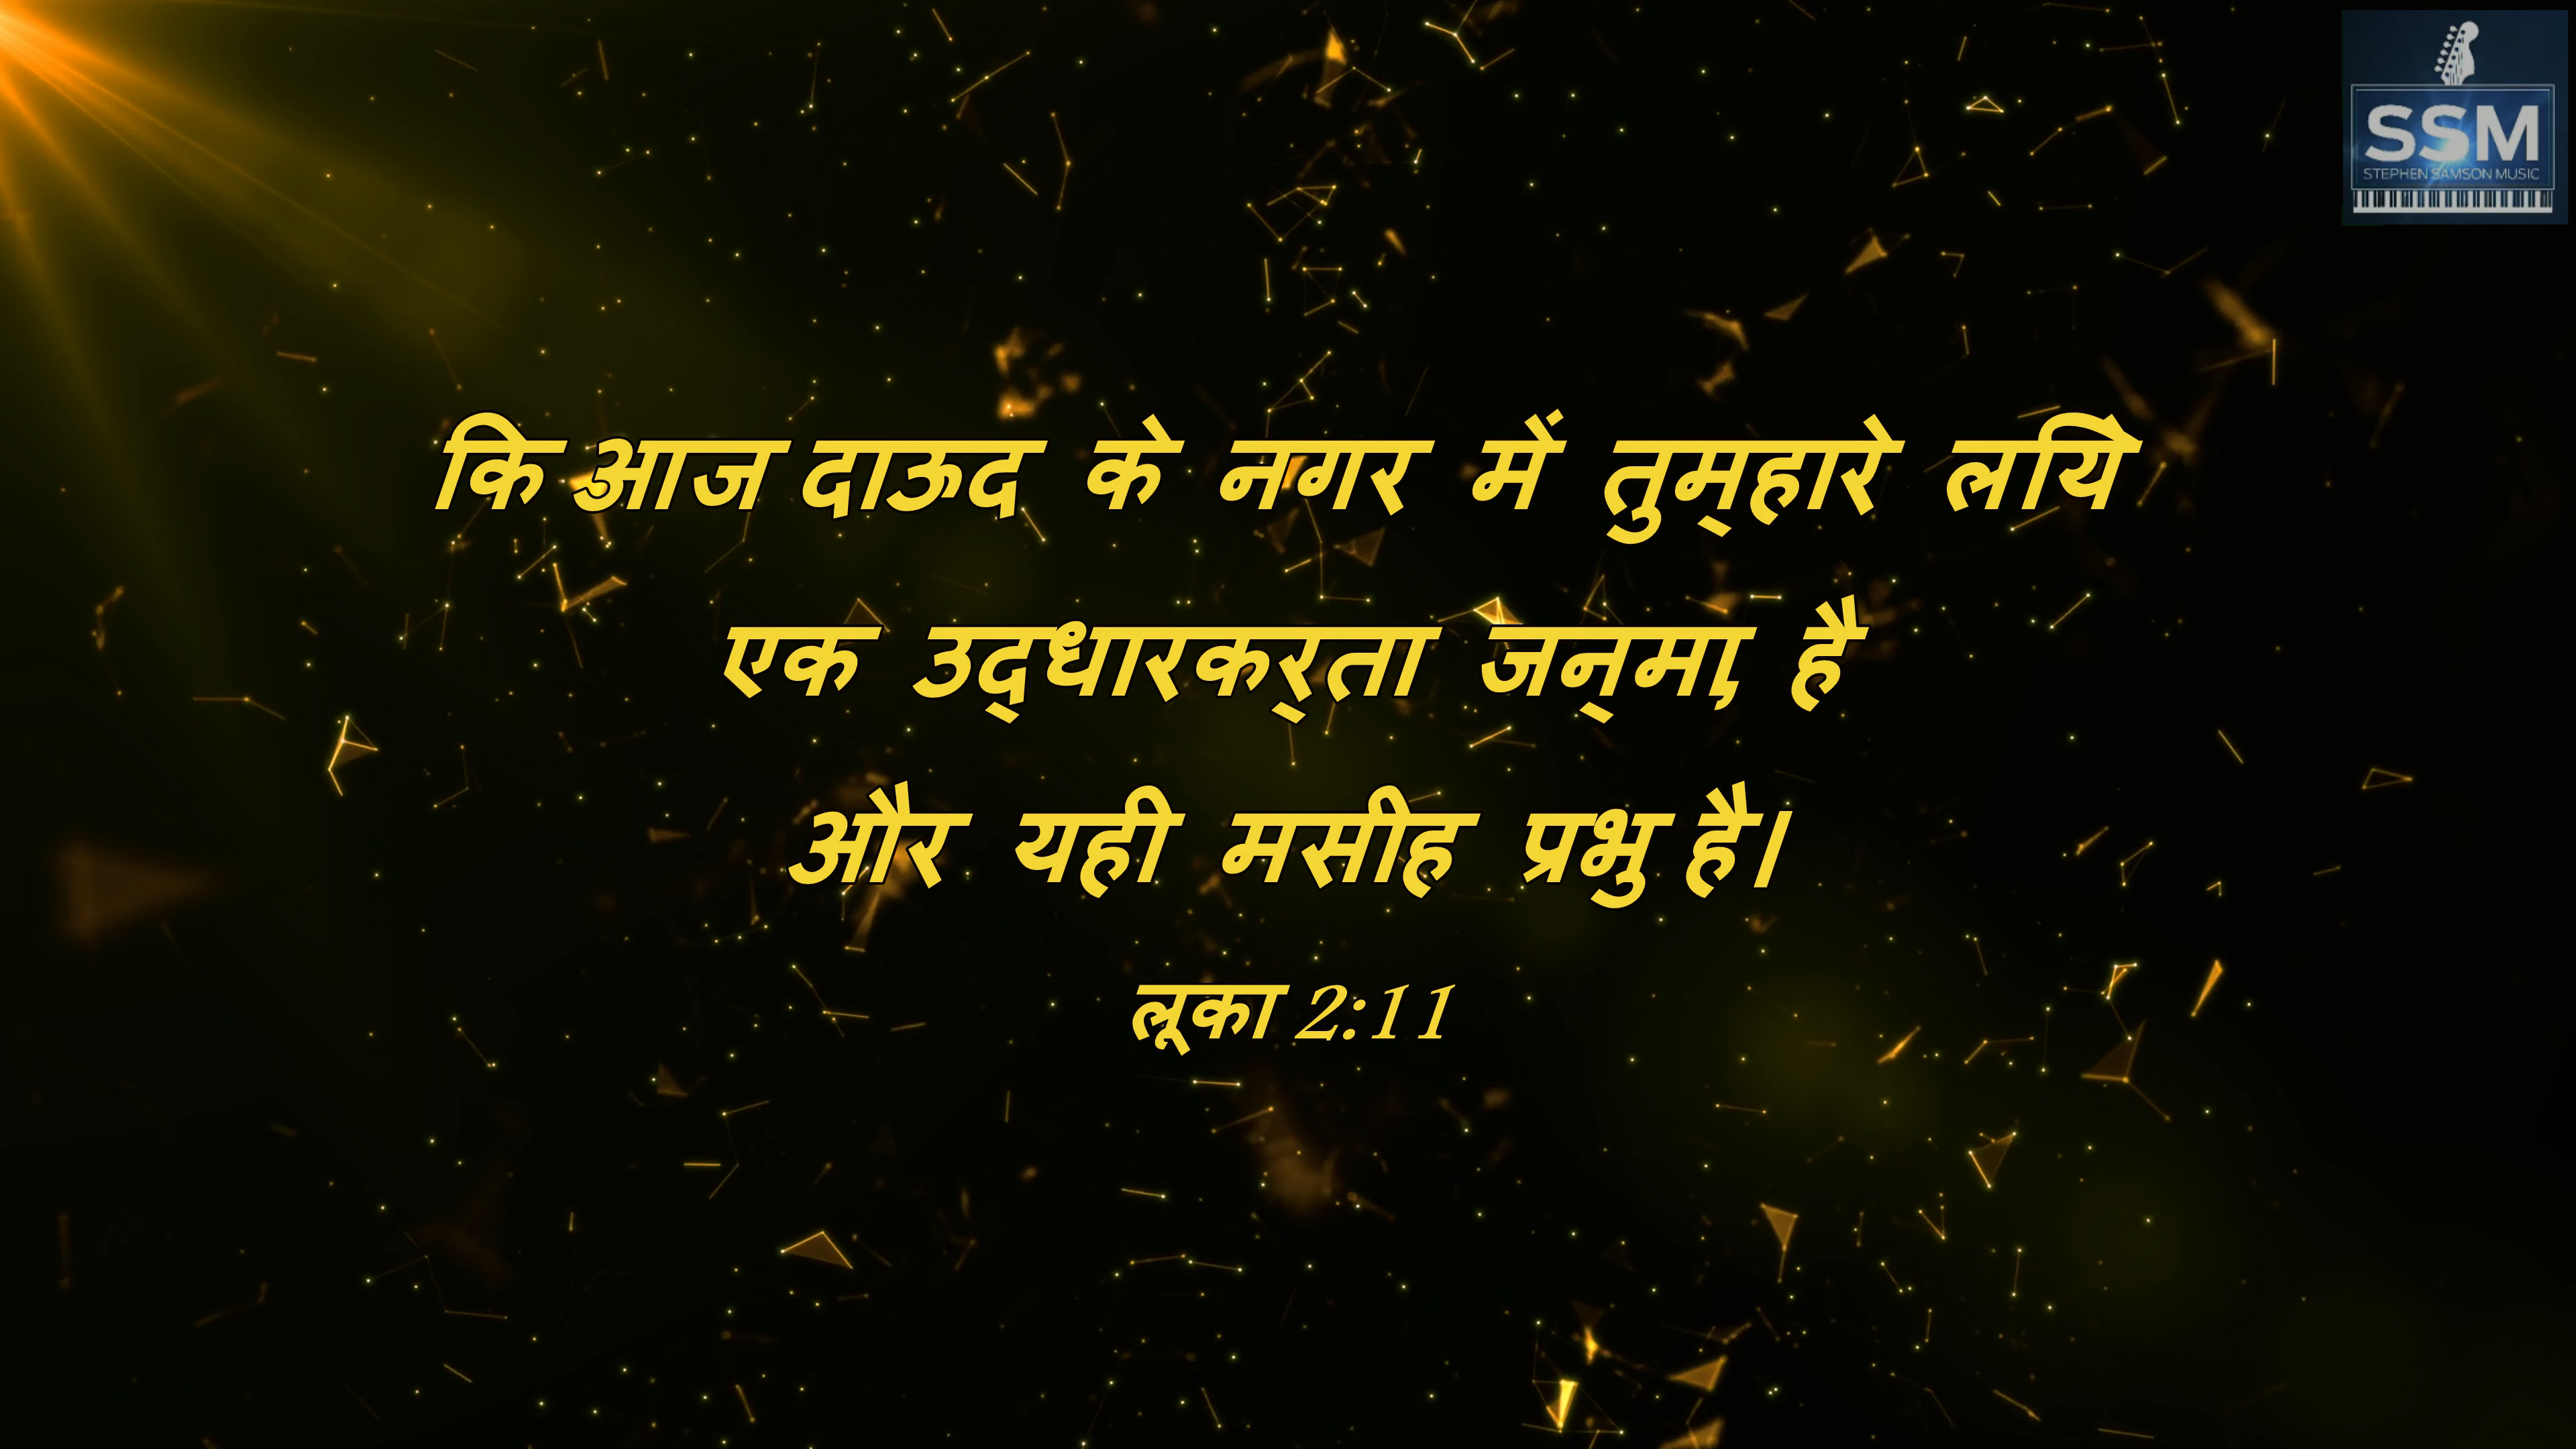 कि आज दाऊद के नगर में तुम्हारे लिये
एक उद्धारकर्ता जन्मा, है
और यही मसीह प्रभु है।
लूका 2:11
SSM
STEPHEN SAMSON MUSIC